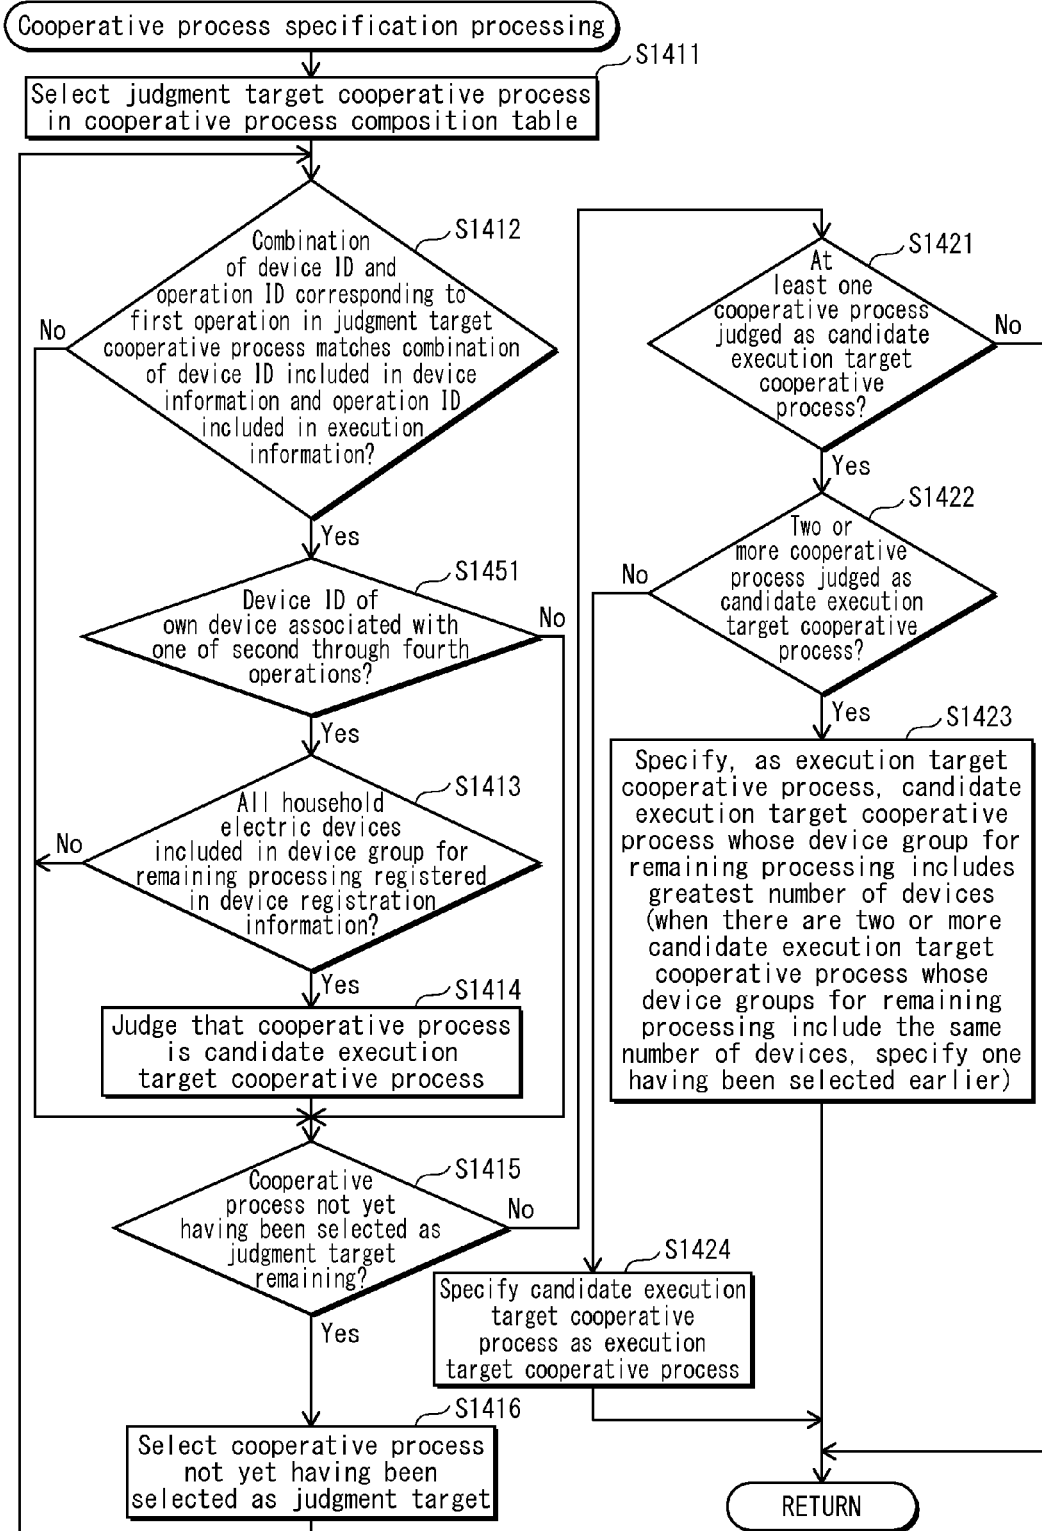 Cooperative process specification processing
S1411
Select judgment target cooperative process
in cooperative process composition table
S1412
Combination
of device ID and
operation ID corresponding to
first operation in judgment target
cooperative process matches combination
of device ID included in device
information and operation ID
included in execution
information?
No
Yes
S1451
Device ID of
own device associated with
one of second through fourth
operations?
No
Yes
S1413
All household
electric devices
included in device group for
remaining processing registered
in device registration
information?
No
Yes
S1414
Judge that cooperative process
is candidate execution
target cooperative process
S1415
Cooperative
process not yet
having been selected as
judgment target
remaining?
No
Yes
S1416
Select cooperative process
not yet having been
selected as judgment target
S1421
At
least one
cooperative process
judged as candidate
execution target
cooperative
process?
No
Yes
S1422
Two or
more cooperative
process judged as
candidate execution
target cooperative
process?
No
Yes
S1423
Specify, as execution target
cooperative process, candidate
execution target cooperative
process whose device group for
remaining processing includes
greatest number of devices
(when there are two or more
candidate execution target
cooperative process whose
device groups for remaining
processing include the same
number of devices, specify one
having been selected earlier)
S1424
Specify candidate execution
target cooperative
process as execution
target cooperative process
RETURN